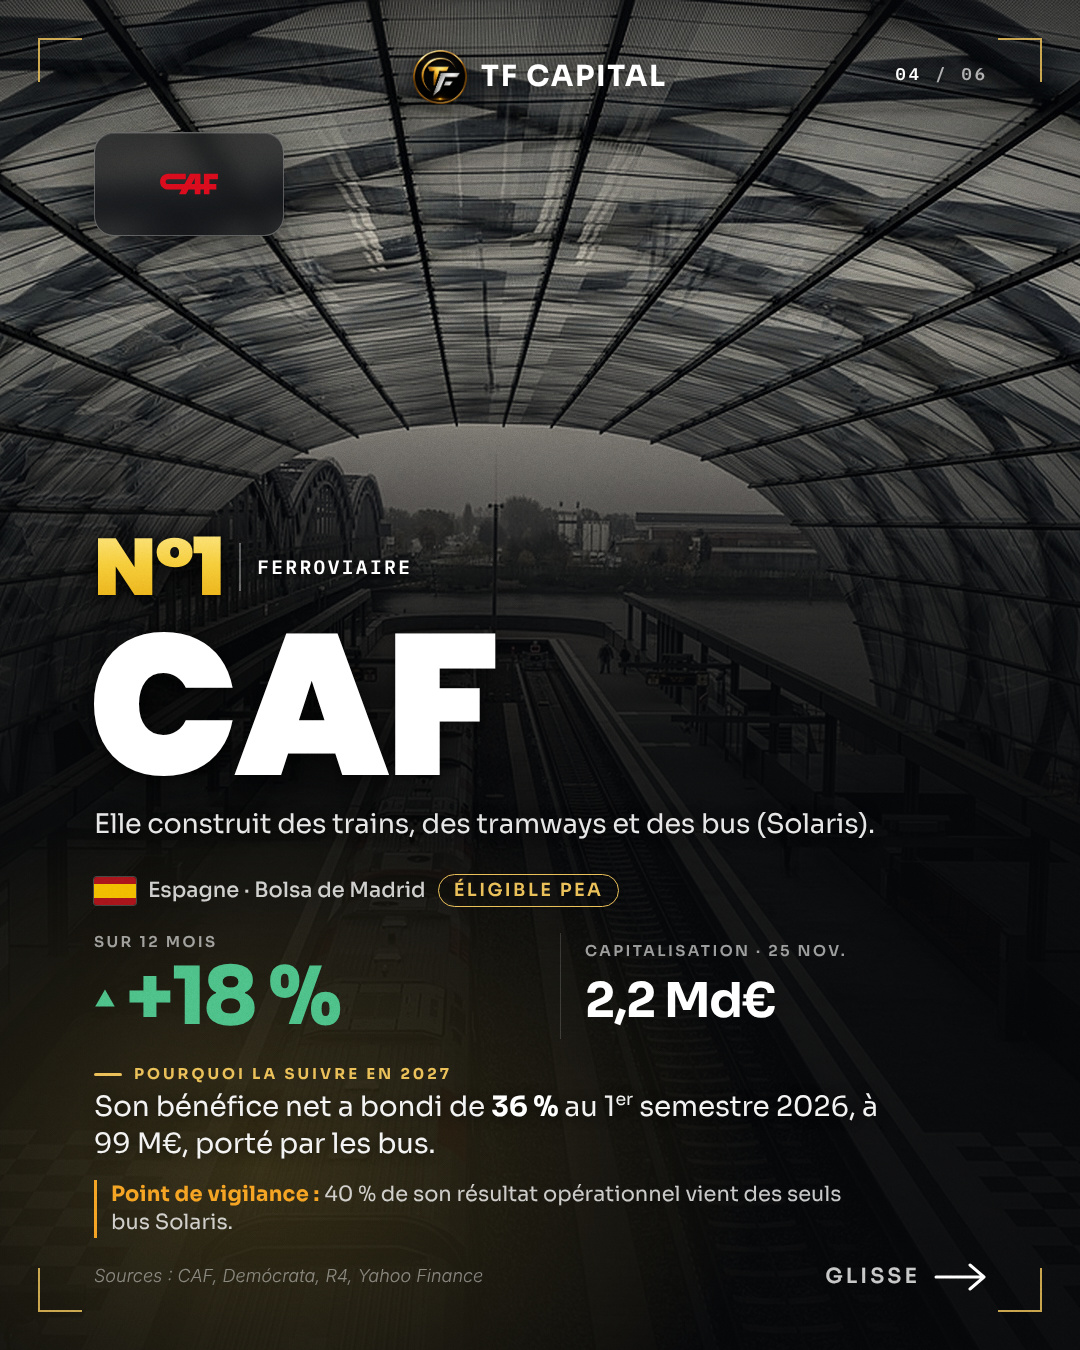 TF CAPITAL
04 / 06
CAF
Nº1
FERROVIAIRE
CAF
Elle construit des trains, des tramways et des bus (Solaris).
Espagne · Bolsa de Madrid
ÉLIGIBLE PEA
SUR 12 MOIS
▲ +18 %
CAPITALISATION · 25 NOV.
2,2 Md€
POURQUOI LA SUIVRE EN 2027
Son bénéfice net a bondi de 36 % au 1er semestre 2026, à
99 M€, porté par les bus.
Point de vigilance : 40 % de son résultat opérationnel vient des seuls
bus Solaris.
Sources : CAF, Demócrata, R4, Yahoo Finance
GLISSE →